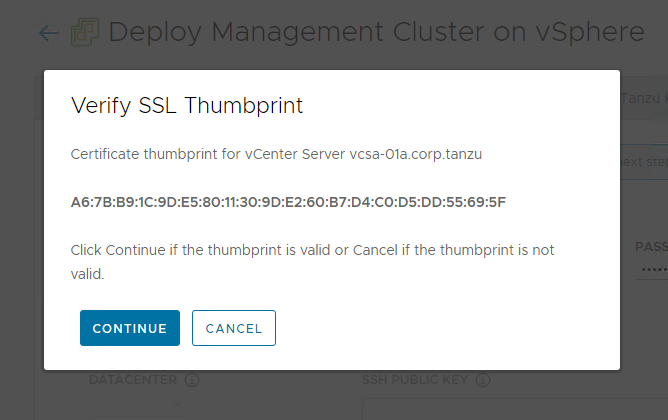 Deploy Management Cluster on vSphere
Verify SSL Thumbprint
Certificate thumbprint for vCenter Server vcsa-01a.corp.tanzu
A6:7B:B9:1C:9D:E5:80:11:30:9D:E2:60:B7:D4:C0:D5:DD:55:69:5F
Click Continue if the thumbprint is valid or Cancel if the thumbprint is not
valid.
CONTINUE
CANCEL
Tanzu
next
PASS
DATACENTER
SSH PUBLIC KEY